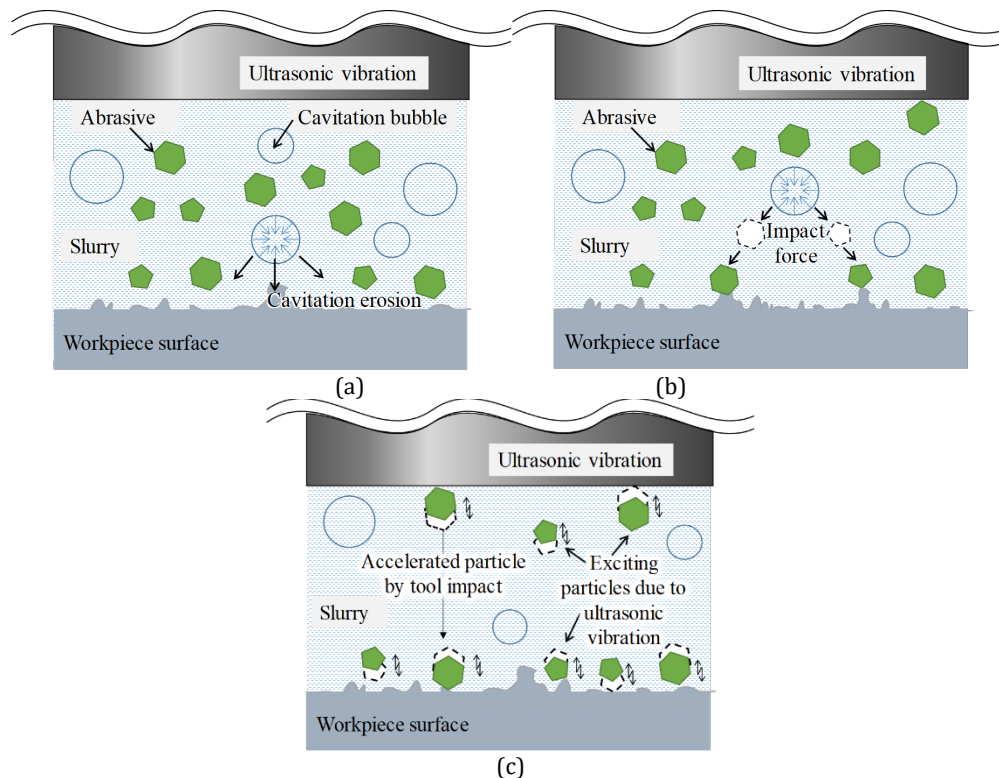 Ultrasonic vibration
Abrasive
Cavitation bubble
Slurry
Cavitation erosion
Workpiece surface
(a)
Ultrasonic vibration
Abrasive
Slurry
Impact
force
Workpiece surface
(b)
Ultrasonic vibration
Accelerated particle
by tool impact
Exciting
particles due to
ultrasonic
vibration
Slurry
Workpiece surface
(c)